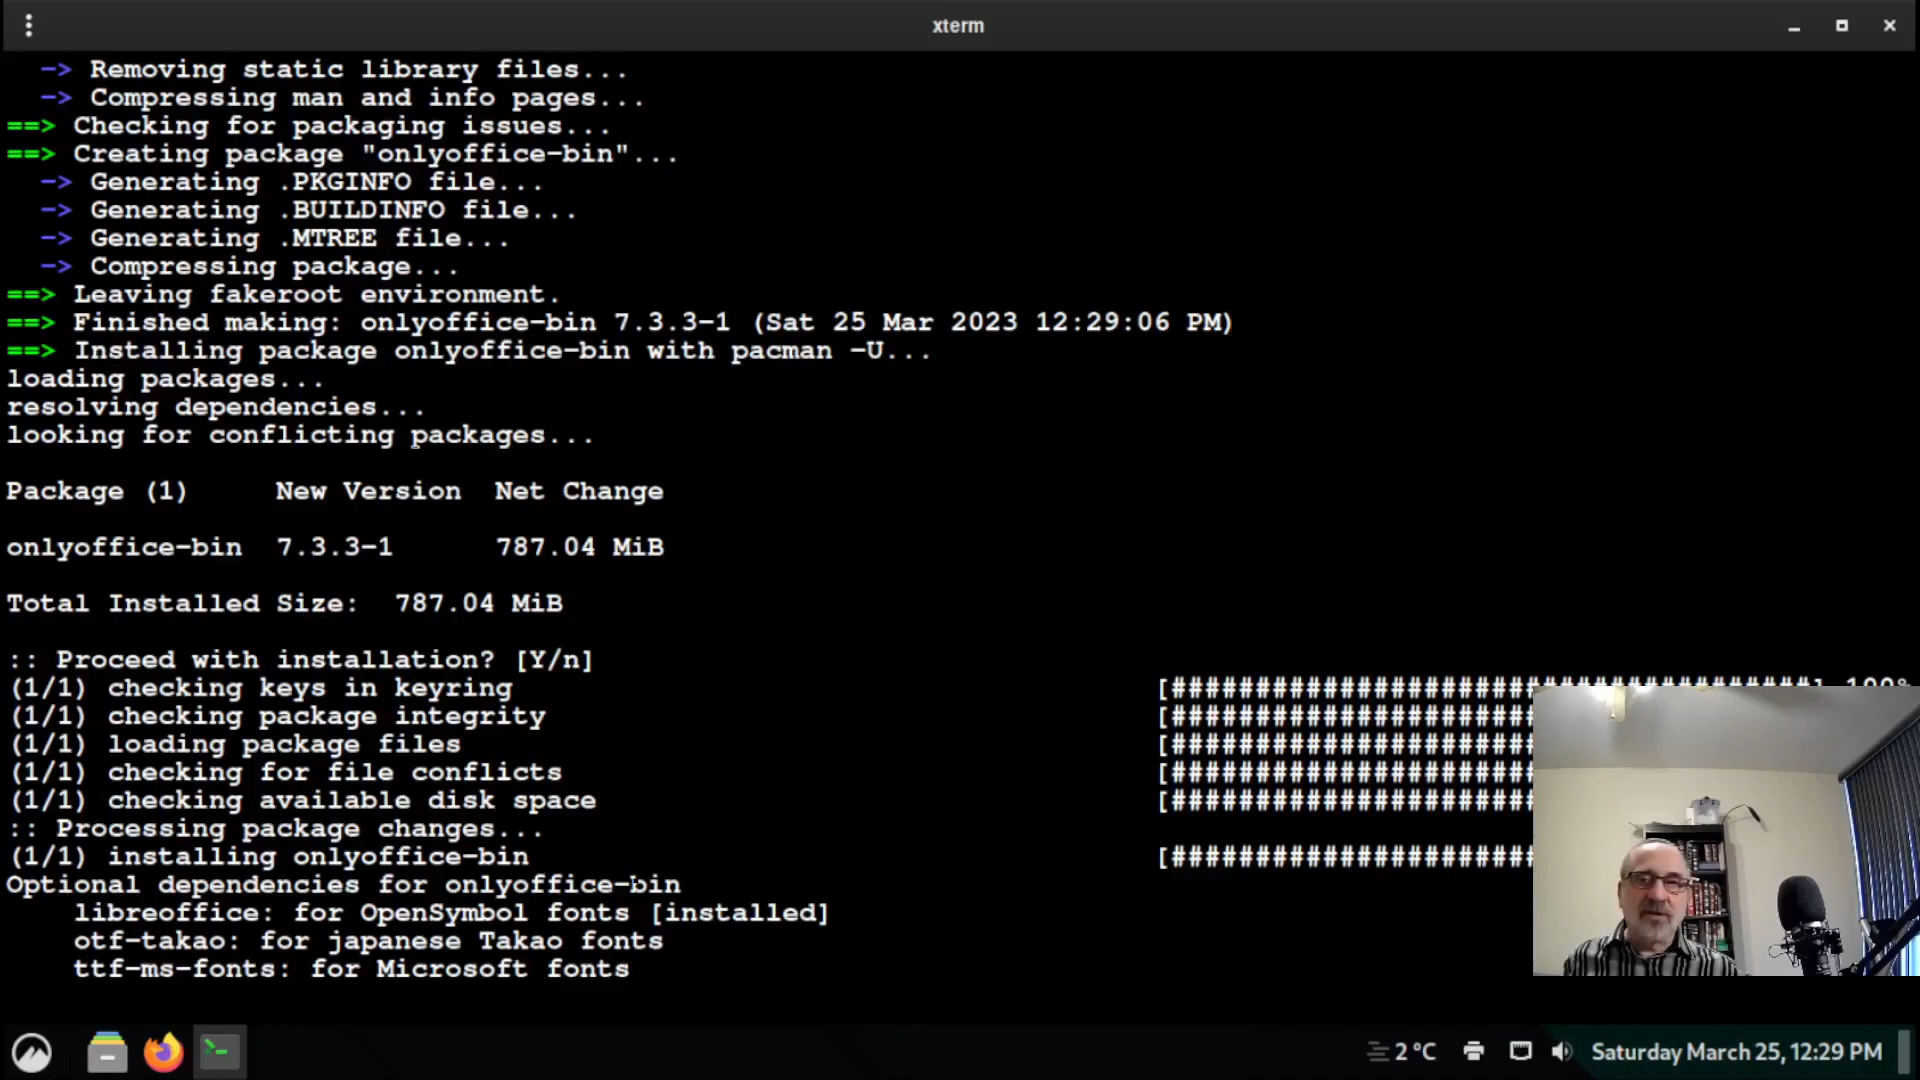 xterm
-> Removing static library files...
-> Compressing man and info pages...
==> Checking for packaging issues...
==> Creating package "onlyoffice-bin"...
-> Generating .PKGINFO file...
-> Generating .BUILDINFO file...
-> Generating .MTREE file...
-> Compressing package...
==> Leaving fakeroot environment.
==> Finished making: onlyoffice-bin 7.3.3-1 (Sat 25 Mar 2023 12:29:06 PM)
==> Installing package onlyoffice-bin with pacman -U...
loading packages...
resolving dependencies...
looking for conflicting packages...
Package (1) New Version Net Change
onlyoffice-bin 7.3.3-1 787.04 MiB
Total Installed Size: 787.04 MiB
:: Proceed with installation? [Y/n]
(1/1) checking keys in keyring [######################################] 100%
(1/1) checking package integrity [######################
(1/1) loading package files [######################
(1/1) checking for file conflicts [######################
(1/1) checking available disk space [######################
:: Processing package changes...
(1/1) installing onlyoffice-bin [######################
Optional dependencies for onlyoffice-bin
libreoffice: for OpenSymbol fonts [installed]
otf-takao: for japanese Takao fonts
ttf-ms-fonts: for Microsoft fonts
2 °C
Saturday March 25, 12:29 PM